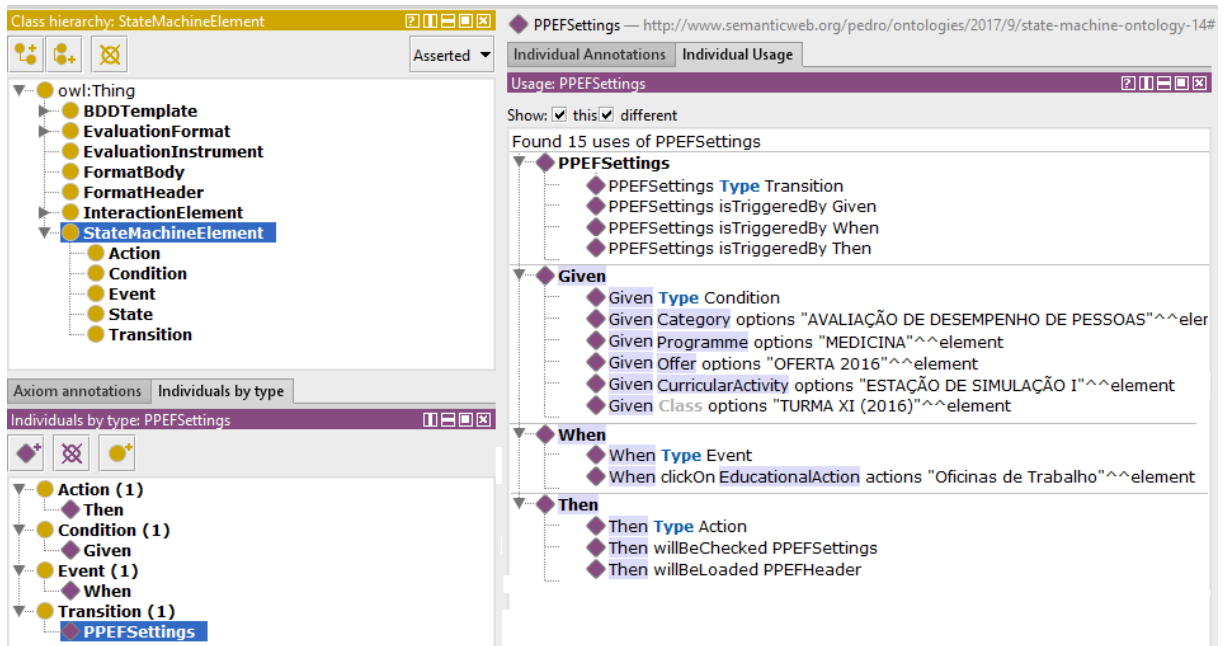 Class hierarchy: StateMachineElement
Asserted
owl:Thing
BDDTemplate
EvaluationFormat
EvaluationInstrument
FormatBody
FormatHeader
InteractionElement
StateMachineElement
Action
Condition
Event
State
Transition
Axiom annotations Individuals by type
Individuals by type: PPEFSettings
Action (1)
Then
Condition (1)
Given
Event (1)
When
Transition (1)
PPEFSettings
PPEFSettings — http://www.semanticweb.org/pedro/ontologies/2017/9/state-machine-ontology-14#
Individual Annotations Individual Usage
Usage: PPEFSettings
Show: this different
Found 15 uses of PPEFSettings
PPEFSettings
PPEFSettings Type Transition
PPEFSettings isTriggeredBy Given
PPEFSettings isTriggeredBy When
PPEFSettings isTriggeredBy Then
Given
Given Type Condition
Given Category options "AVALIAÇÃO DE DESEMPENHO DE PESSOAS"^^eler
Given Programme options "MEDICINA"^^element
Given Offer options "OFERTA 2016"^^element
Given CurricularActivity options "ESTAÇÃO DE SIMULAÇÃO I"^^element
Given Class options "TURMA XI (2016)"^^element
When
When Type Event
When clickOn EducationalAction actions "Oficinas de Trabalho"^^element
Then
Then Type Action
Then willBeChecked PPEFSettings
Then willBeLoaded PPEFHeader